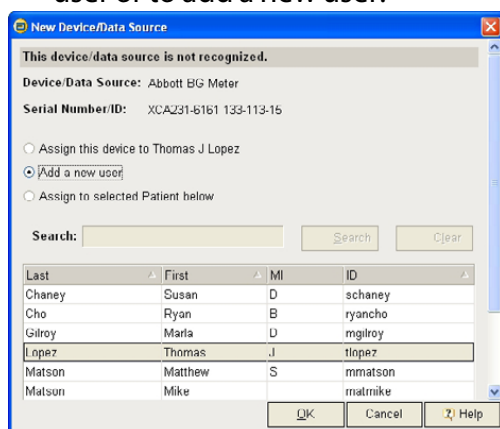 user or to add a new user.
New Device/Data Source
This device/data source is not recognized.
Device/Data Source: Abbott BG Meter
Serial Number/ID: XCA231-6161 133-113-15
Assign this device to Thomas J Lopez
Add a new user
Assign to selected Patient below
Search: Search Clear
Last First MI ID
Chaney Susan D schaney
Cho Ryan B ryancho
Gilroy Marla D mgilroy
Lopez Thomas J tlopez
Matson Matthew S mmatson
Matson Mike matmike
OK Cancel Help